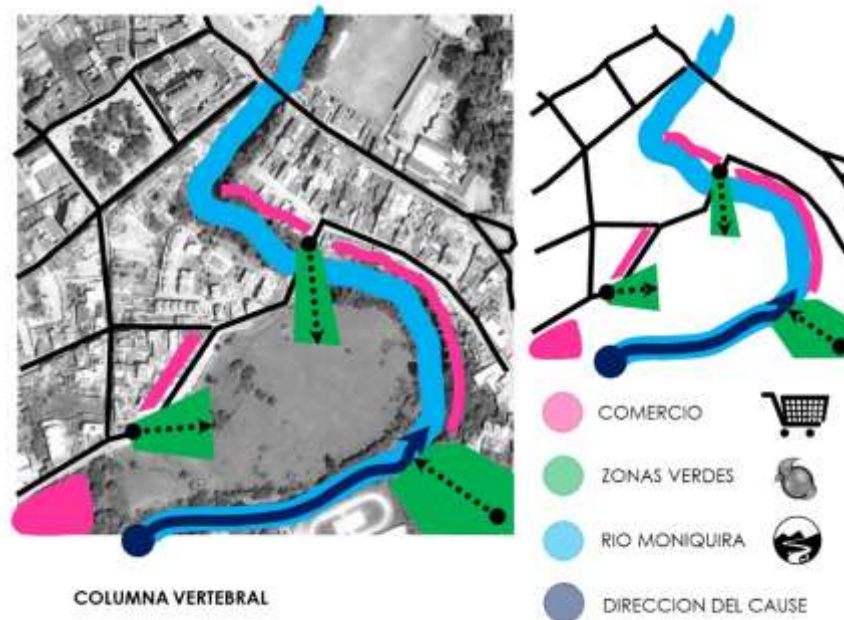 COMERCIO
ZONAS VERDES
RIO MONIQUIRA
DIRECCION DEL CAUSE
COLUMNA VERTEBRAL